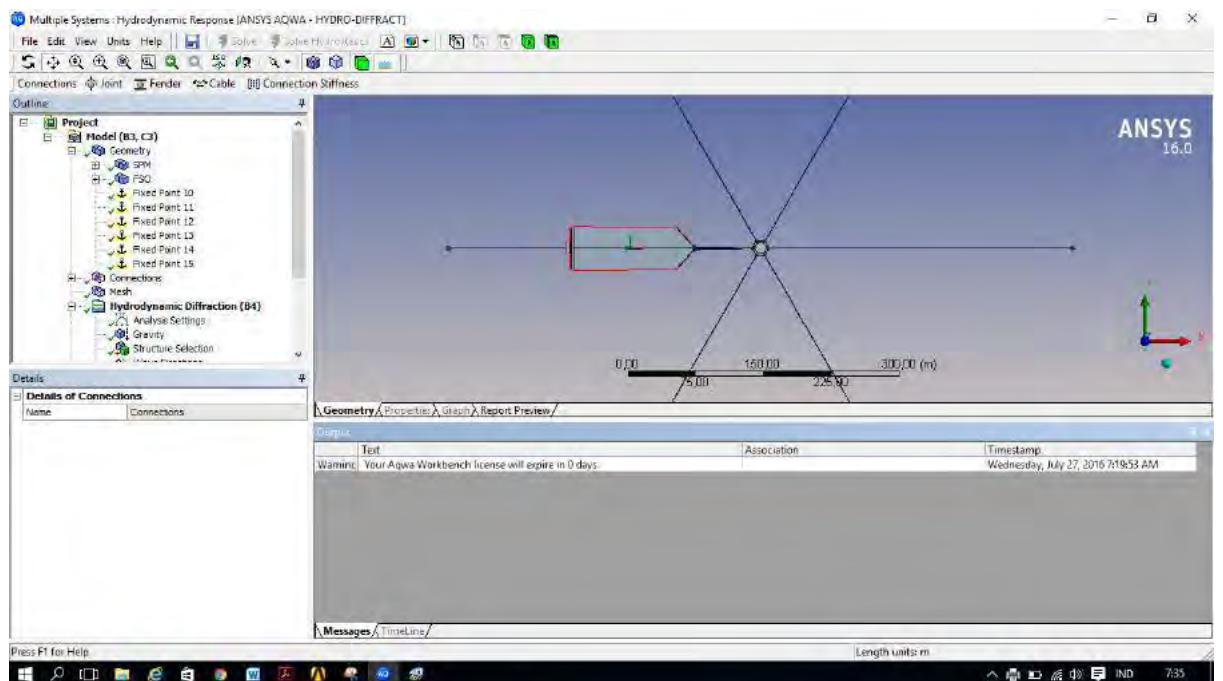 Multiple Systems : Hydrodynamic Response [ANSYS AQWA - HYDRO-DIFFRACT]
File Edit View Units Help Solve
Connections Joint Fender Cable Connection Stiffness
Outline
Project
Model (B3, C3)
Geometry
SPM
FSO
Fixed Point 10
Fixed Point 11
Fixed Point 12
Fixed Point 13
Fixed Point 14
Fixed Point 15
Connections
Mesh
Hydrodynamic Diffraction (B4)
Analysis Settings
Gravity
Structure Selection
ANSYS
16.0
0,00 150,00 300,00 (m)
75,00 225,00
Details
Details of Connections
Name Connections
Geometry Properties Graph Report Preview
Output
Text Association Timestamp
Warning Your Aqwa Workbench license will expire in 0 days Wednesday, July 27, 2016 7:19:53 AM
Messages TimeLine
Press F1 for Help Length units: m
IND 7:35